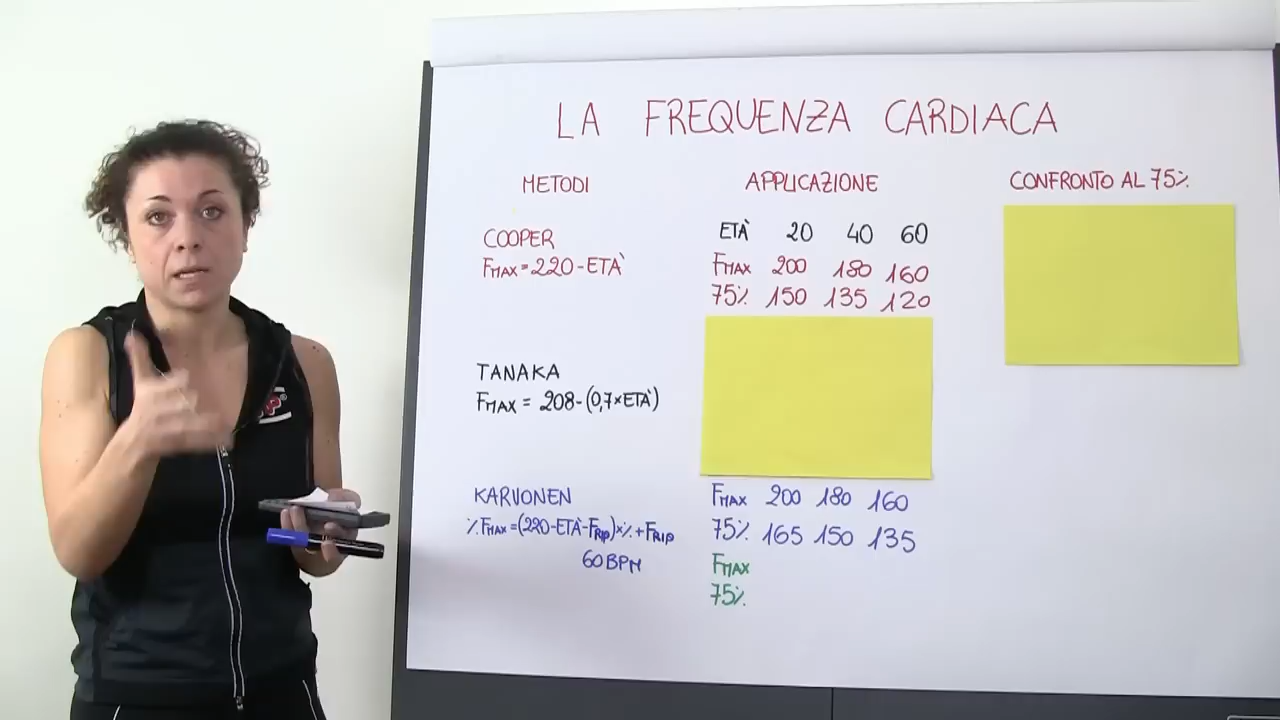 LA FREQUENZA CARDIACA
METODI
COOPER
FMAX=220-ETÀ
TANAKA
FMAX = 208-(0,7×ETÀ)
KARVONEN
% FMAX=(220-ETÀ-FRIP)×%+FRIP
60 BPM
APPLICAZIONE
ETÀ 20 40 60
FMAX 200 180 160
75% 150 135 120
FMAX 200 180 160
75% 165 150 135
FMAX
75%
CONFRONTO AL 75%